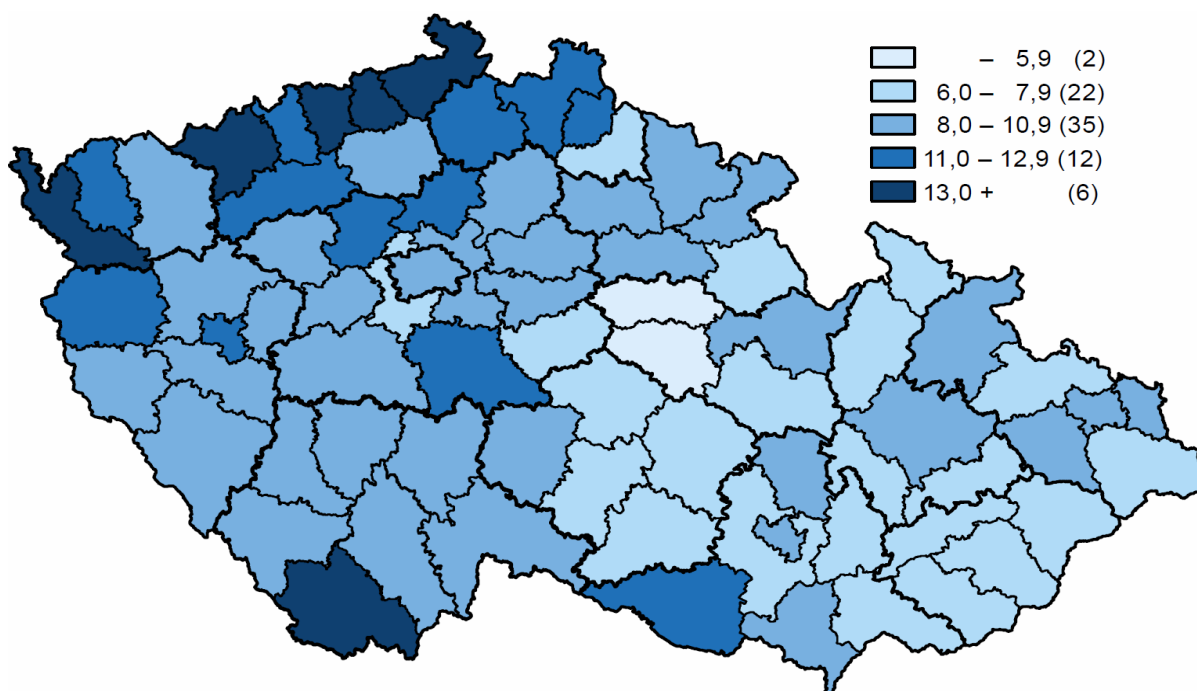 – 5,9 (2)
6,0 – 7,9 (22)
8,0 – 10,9 (35)
11,0 – 12,9 (12)
13,0 + (6)